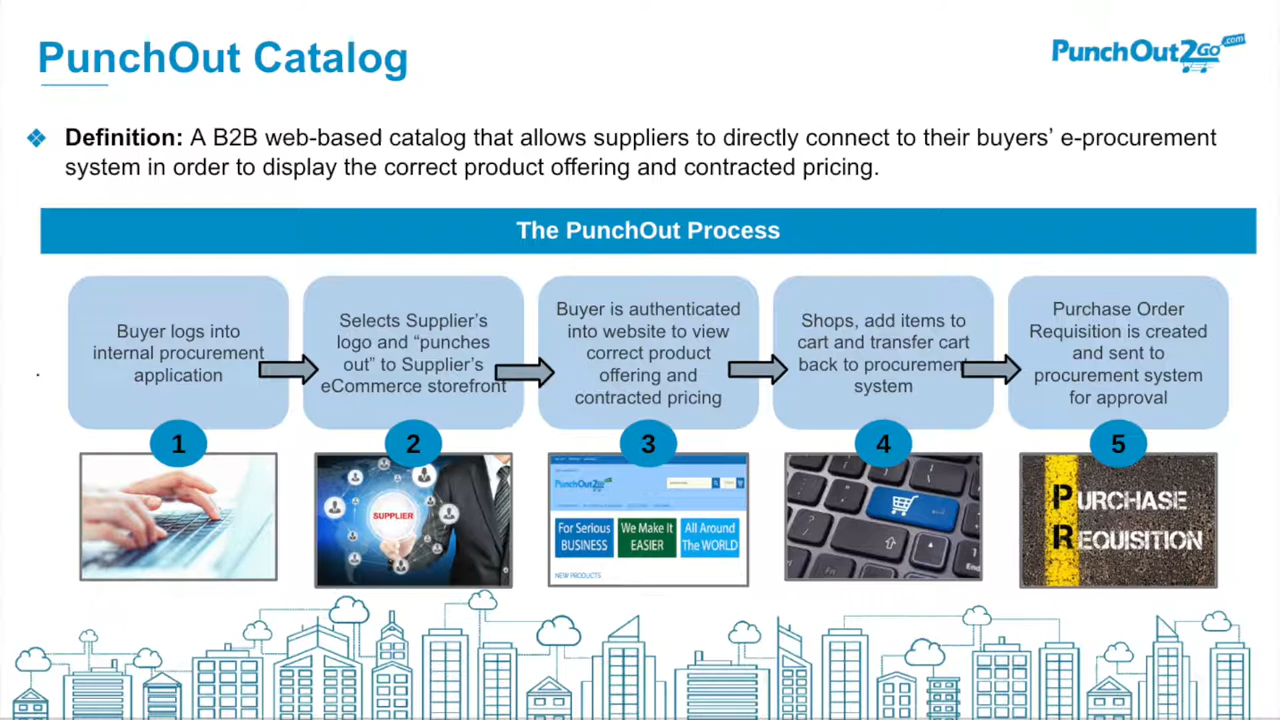 PunchOut Catalog
PunchOut2Go.com
Definition: A B2B web-based catalog that allows suppliers to directly connect to their buyers’ e-procurement
system in order to display the correct product offering and contracted pricing.
The PunchOut Process
Buyer logs into
internal procurement
application
1
Selects Supplier’s
logo and “punches
out” to Supplier’s
eCommerce storefront
2
Buyer is authenticated
into website to view
correct product
offering and
contracted pricing
3
Shops, add items to
cart and transfer cart
back to procurement
system
4
Purchase Order
Requisition is created
and sent to
procurement system
for approval
5
SUPPLIER
PunchOut2Go
For Serious
BUSINESS
We Make It
EASIER
All Around
The WORLD
NEW PRODUCTS
End
PURCHASE
REQUISITION